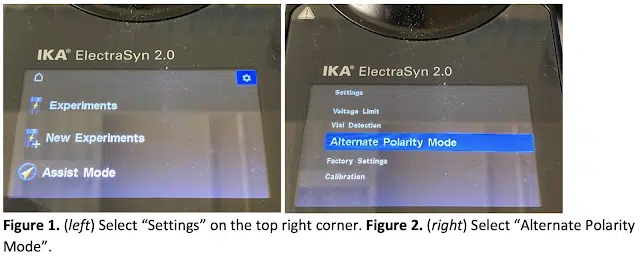 IKA® ElectraSyn 2.0
Experiments
New Experiments
Assist Mode
IKA® ElectraSyn 2.0
Settings
Voltage Limit
Vial Detection
Alternate Polarity Mode
Factory Settings
Calibration
Figure 1. (left) Select “Settings” on the top right corner. Figure 2. (right) Select “Alternate Polarity
Mode”.